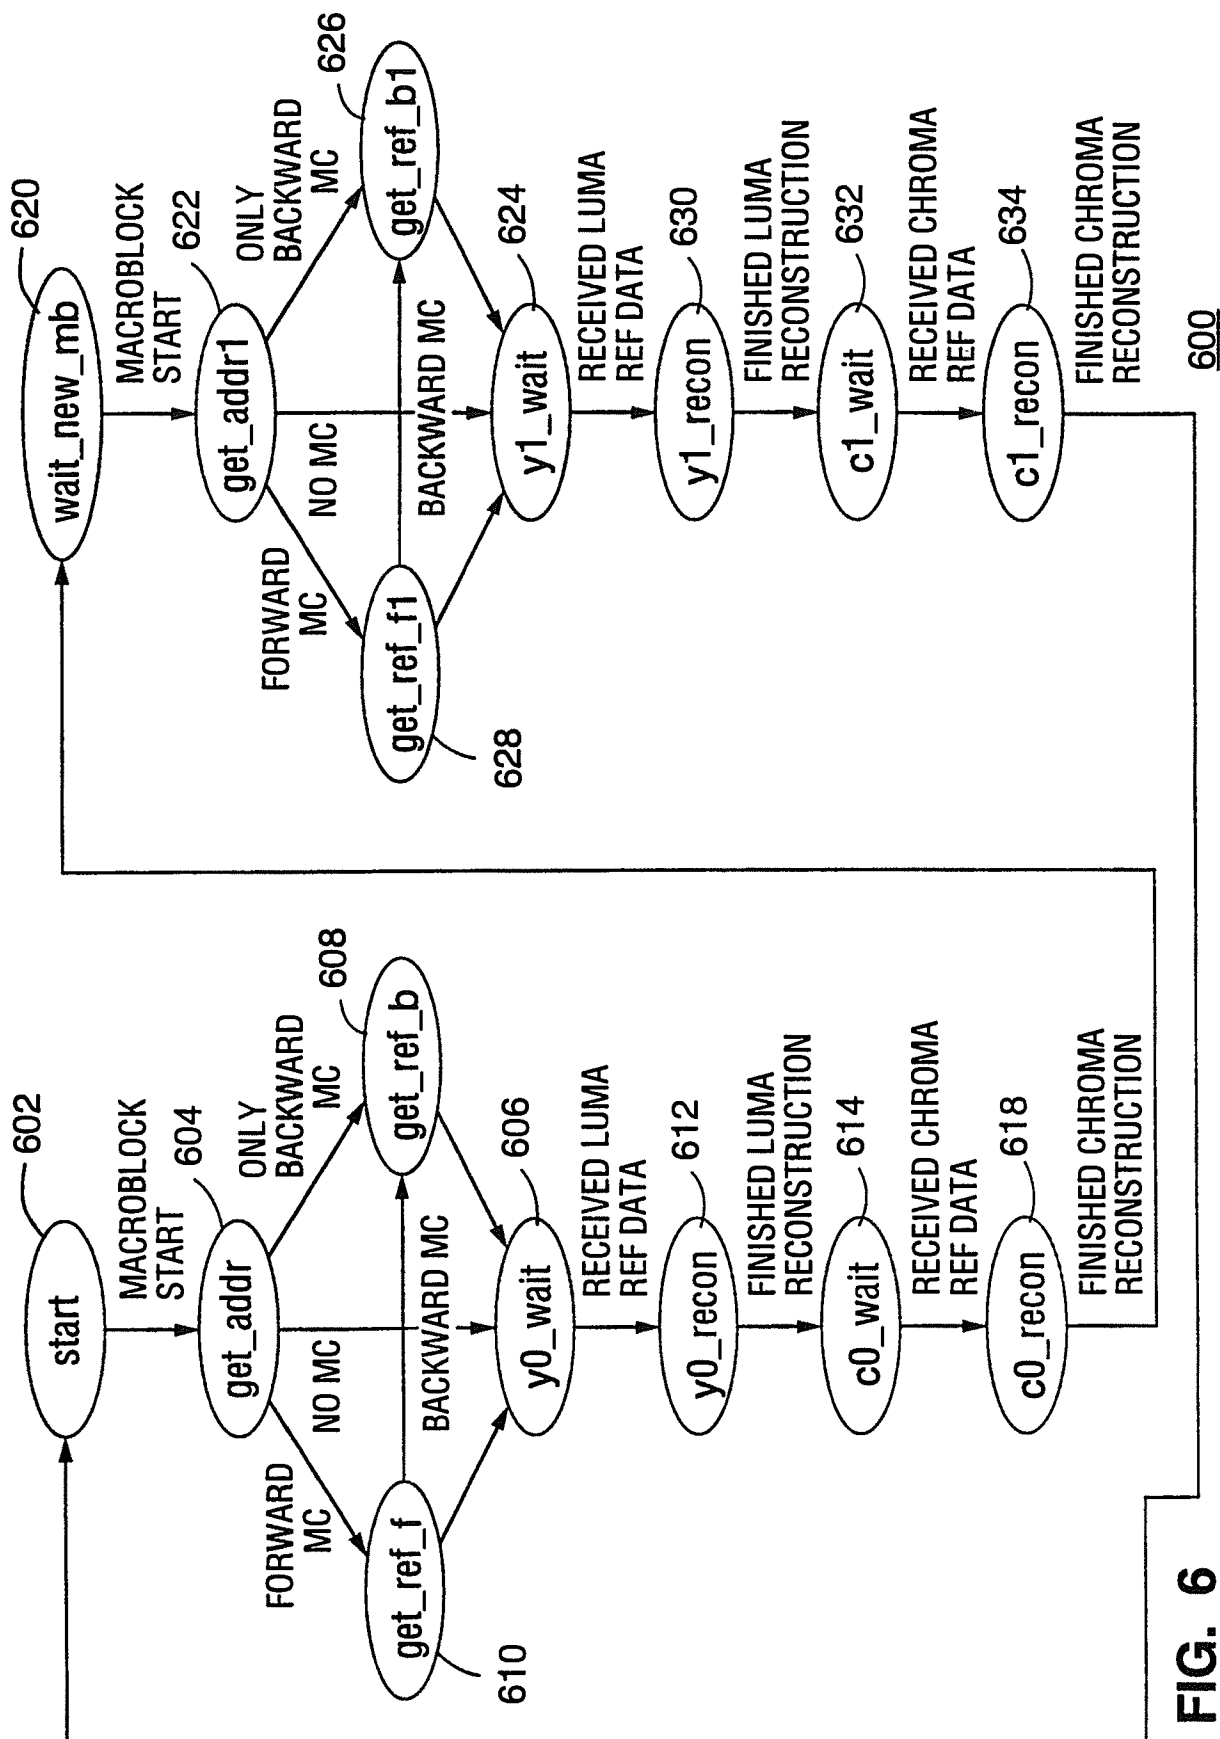 602
start
MACROBLOCK
START
604
get_addr
FORWARD
MC
NO MC
ONLY
BACKWARD
MC
608
get_ref_f
610
BACKWARD MC
get_ref_b
606
y0_wait
RECEIVED LUMA
REF DATA
612
y0_recon
FINISHED LUMA
RECONSTRUCTION
614
c0_wait
RECEIVED CHROMA
REF DATA
618
c0_recon
FINISHED CHROMA
RECONSTRUCTION
620
wait_new_mb
MACROBLOCK
START
622
get_addr1
FORWARD
MC
NO MC
ONLY
BACKWARD
MC
626
get_ref_f1
628
BACKWARD MC
get_ref_b1
624
y1_wait
RECEIVED LUMA
REF DATA
630
y1_recon
FINISHED LUMA
RECONSTRUCTION
632
c1_wait
RECEIVED CHROMA
REF DATA
634
c1_recon
FINISHED CHROMA
RECONSTRUCTION
600
FIG. 6